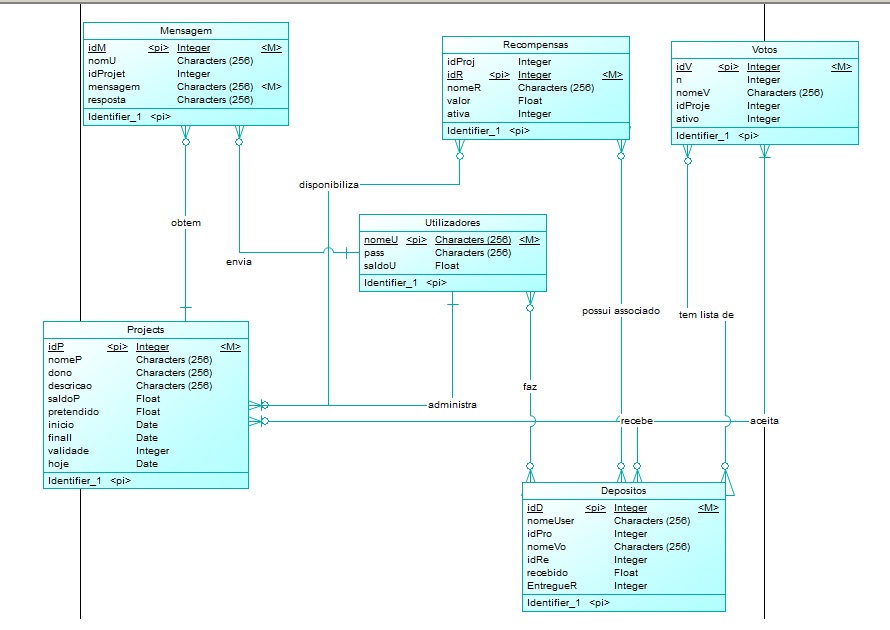 Mensagem
idM <pi> Integer <M>
nomU Characters (256)
idProjet Integer
mensagem Characters (256) <M>
resposta Characters (256)
Identifier_1 <pi>
Recompensas
idProj Integer
idR <pi> Integer <M>
nomeR Characters (256)
valor Float
ativa Integer
Identifier_1 <pi>
Votos
idV <pi> Integer <M>
n Integer
nomeV Characters (256)
idProje Integer
ativo Integer
Identifier_1 <pi>
disponibiliza
obtem
envia
Utilizadores
nomeU <pi> Characters (256) <M>
pass Characters (256)
saldoU Float
Identifier_1 <pi>
possui associado
tem lista de
Projects
idP <pi> Integer <M>
nomeP Characters (256)
dono Characters (256)
descricao Characters (256)
saldoP Float
pretendido Float
inicio Date
finall Date
validade Integer
hoje Date
Identifier_1 <pi>
faz
administra
recebe
aceita
Depositos
idD <pi> Integer <M>
nomeUser Characters (256)
idPro Integer
nomeVo Characters (256)
idRe Integer
recebido Float
EntregueR Integer
Identifier_1 <pi>